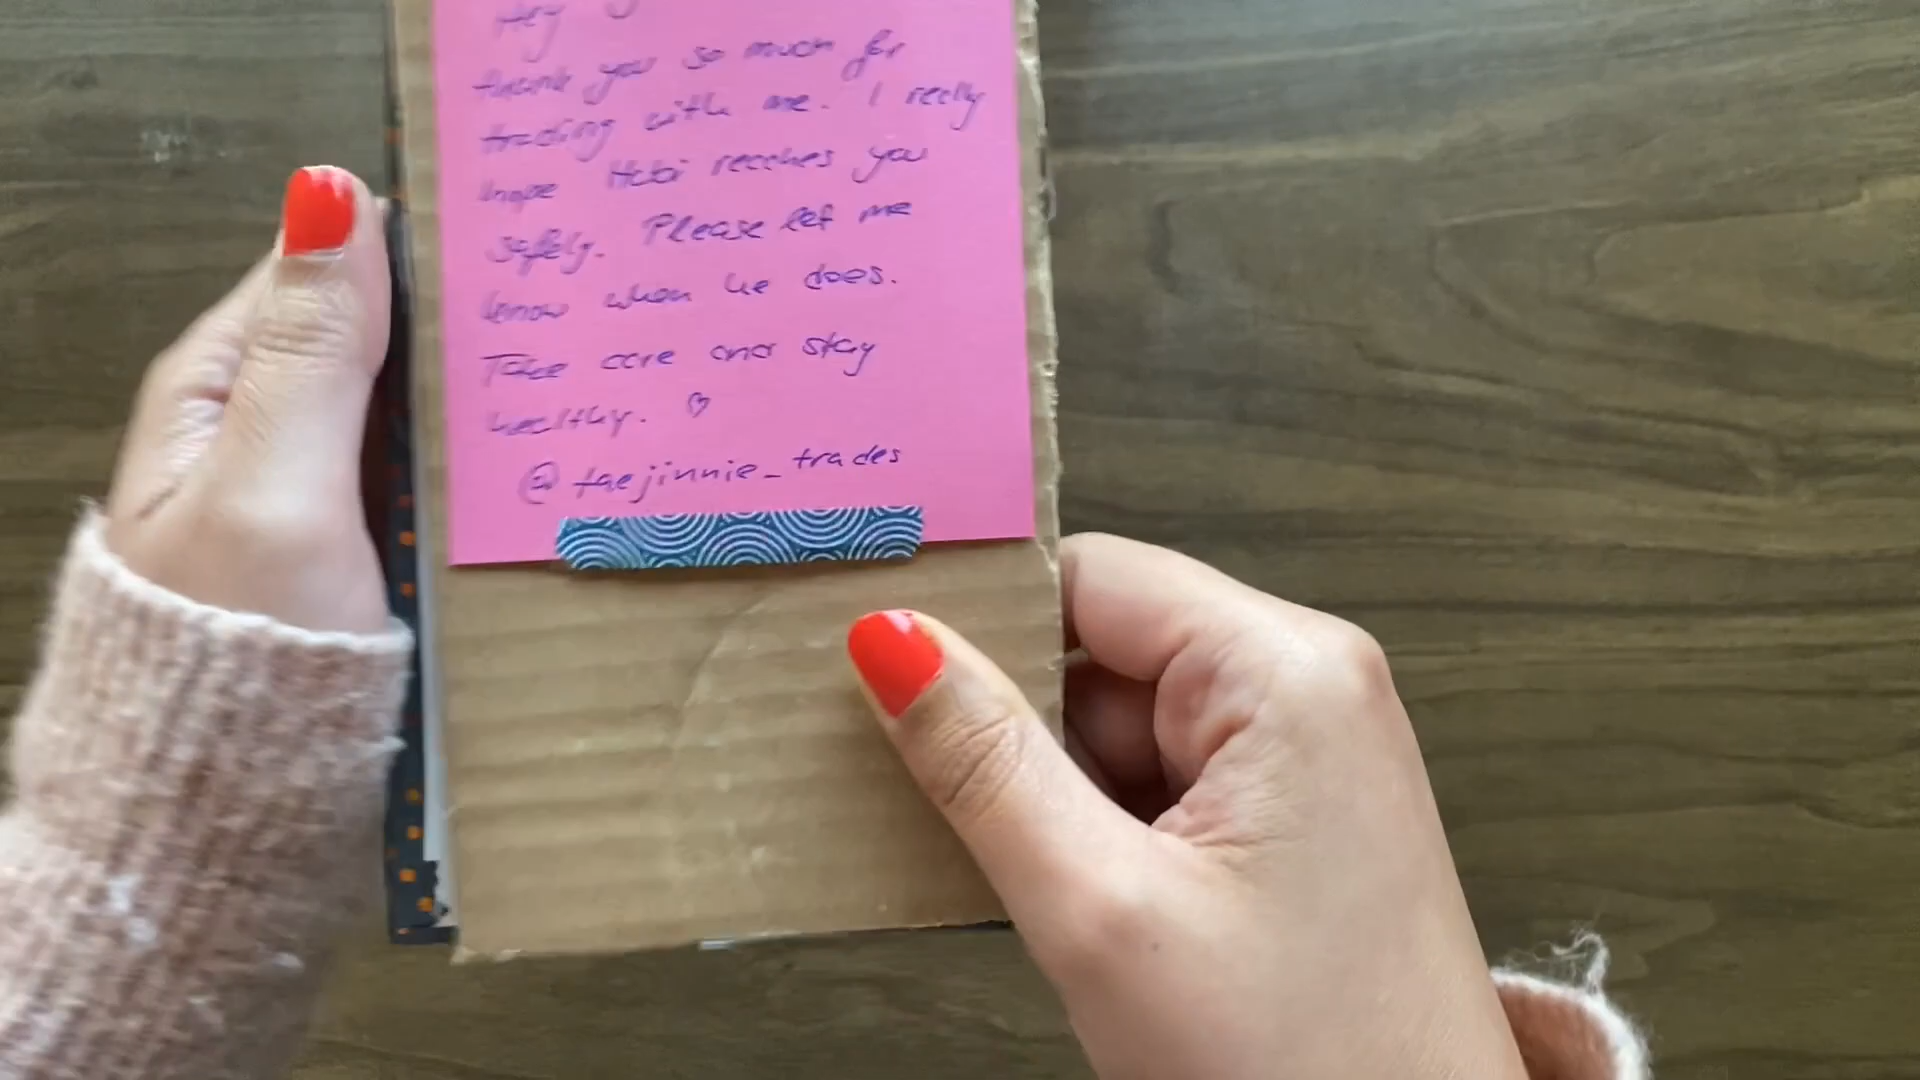 Hey
thank you so much for
trading with me. I really
hope Hobi reaches you
safely. Please let me
know when he does.
Take care and stay
healthy. ♡
@taejinnie_trades